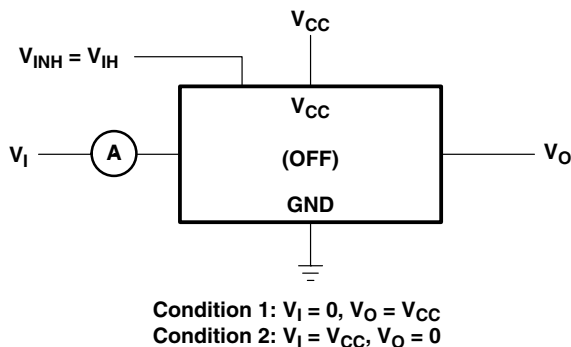 V_CC
V_INH = V_IH
V_CC
V_I
A
(OFF)
V_O
GND
Condition 1: V_I = 0, V_O = V_CC
Condition 2: V_I = V_CC, V_O = 0